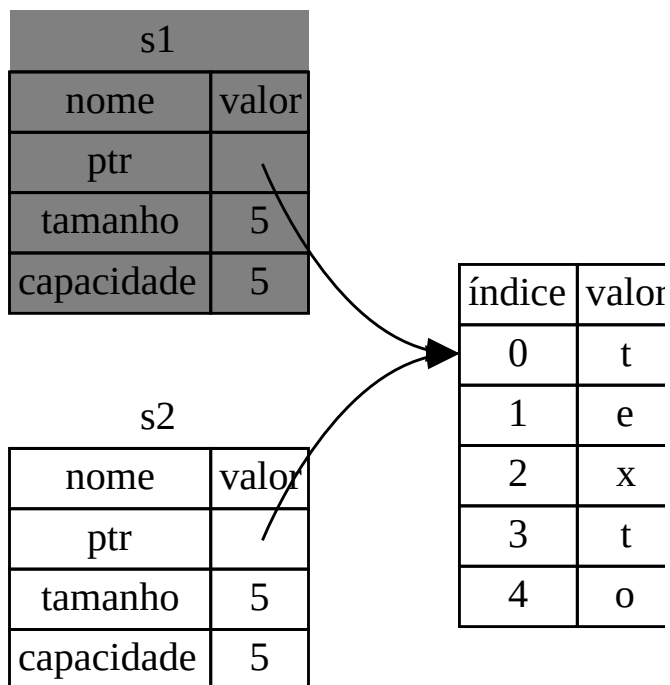 s1
nome valor
ptr
tamanho 5
capacidade 5
s2
nome valor
ptr
tamanho 5
capacidade 5
índice valor
0 t
1 e
2 x
3 t
4 o